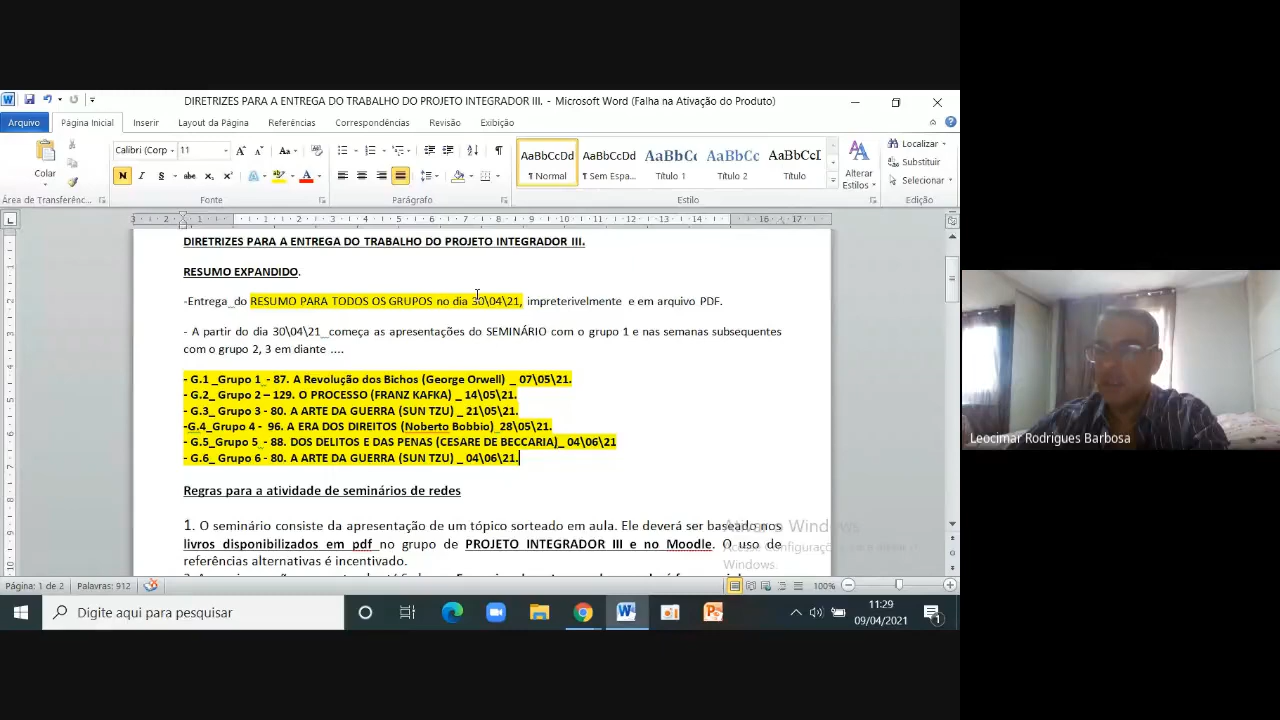 DIRETRIZES PARA A ENTREGA DO TRABALHO DO PROJETO INTEGRADOR III. - Microsoft Word (Falha na Ativação do Produto)
Arquivo Página Inicial Inserir Layout da Página Referências Correspondências Revisão Exibição
Calibri (Corp 11
Colar
AaBbCcDd AaBbCcDd AaBbCc AaBbCc AaBbCcI
¶ Normal ¶ Sem Espa... Título 1 Título 2 Título
Alterar Estilos
Localizar
Substituir
Selecionar
Área de Transferênc... Fonte Parágrafo Estilo Edição
DIRETRIZES PARA A ENTREGA DO TRABALHO DO PROJETO INTEGRADOR III.
RESUMO EXPANDIDO.
-Entrega_do RESUMO PARA TODOS OS GRUPOS no dia 30\04\21, impreterivelmente e em arquivo PDF.
- A partir do dia 30\04\21_ começa as apresentações do SEMINÁRIO com o grupo 1 e nas semanas subsequentes
com o grupo 2, 3 em diante ....
- G.1 _Grupo 1_- 87. A Revolução dos Bichos (George Orwell) _ 07\05\21.
- G.2_ Grupo 2 – 129. O PROCESSO (FRANZ KAFKA) _ 14\05\21.
- G.3_ Grupo 3 - 80. A ARTE DA GUERRA (SUN TZU) _ 21\05\21.
-G.4_Grupo 4 - 96. A ERA DOS DIREITOS (Noberto Bobbio)_28\05\21.
- G.5_Grupo 5_- 88. DOS DELITOS E DAS PENAS (CESARE DE BECCARIA)_ 04\06\21
- G.6_ Grupo 6 - 80. A ARTE DA GUERRA (SUN TZU) _ 04\06\21.
Regras para a atividade de seminários de redes
1. O seminário consiste da apresentação de um tópico sorteado em aula. Ele deverá ser baseado nos
livros disponibilizados em pdf no grupo de PROJETO INTEGRADOR III e no Moodle. O uso de
referências alternativas é incentivado.
Ativar o Windows
Windows.
Página: 1 de 2 Palavras: 912 100%
Digite aqui para pesquisar
11:29
09/04/2021
Leocimar Rodrigues Barbosa